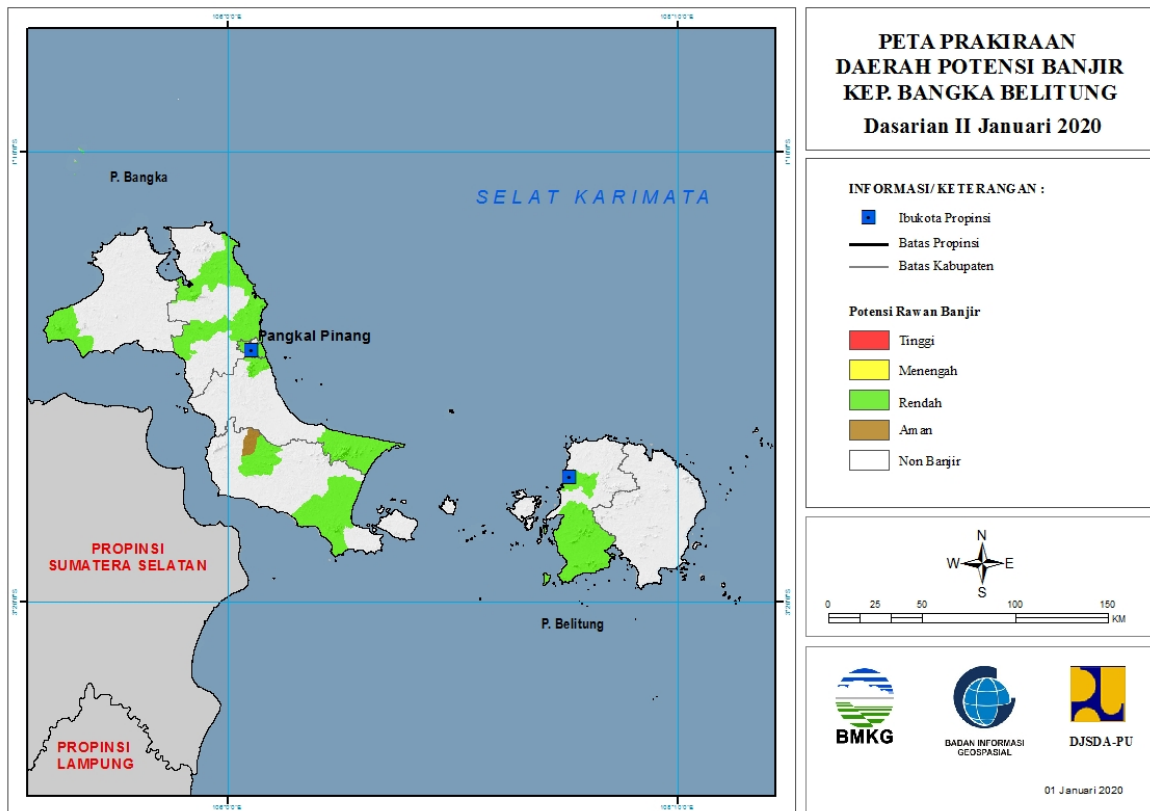 PETA PRAKIRAAN
DAERAH POTENSI BANJIR
KEP. BANGKA BELITUNG
Dasarian II Januari 2020
P. Bangka
SELAT KARIMATA
Pangkal Pinang
PROPINSI
SUMATERA SELATAN
P. Belitung
PROPINSI
LAMPUNG
INFORMASI/ KETERANGAN :
Ibukota Propinsi
Batas Propinsi
Batas Kabupaten
Potensi Rawan Banjir
Tinggi
Menengah
Rendah
Aman
Non Banjir
N
W E
S
0 25 50 100 150
KM
BMKG
BADAN INFORMASI
GEOSPASIAL
DJSDA-PU
01 Januari 2020